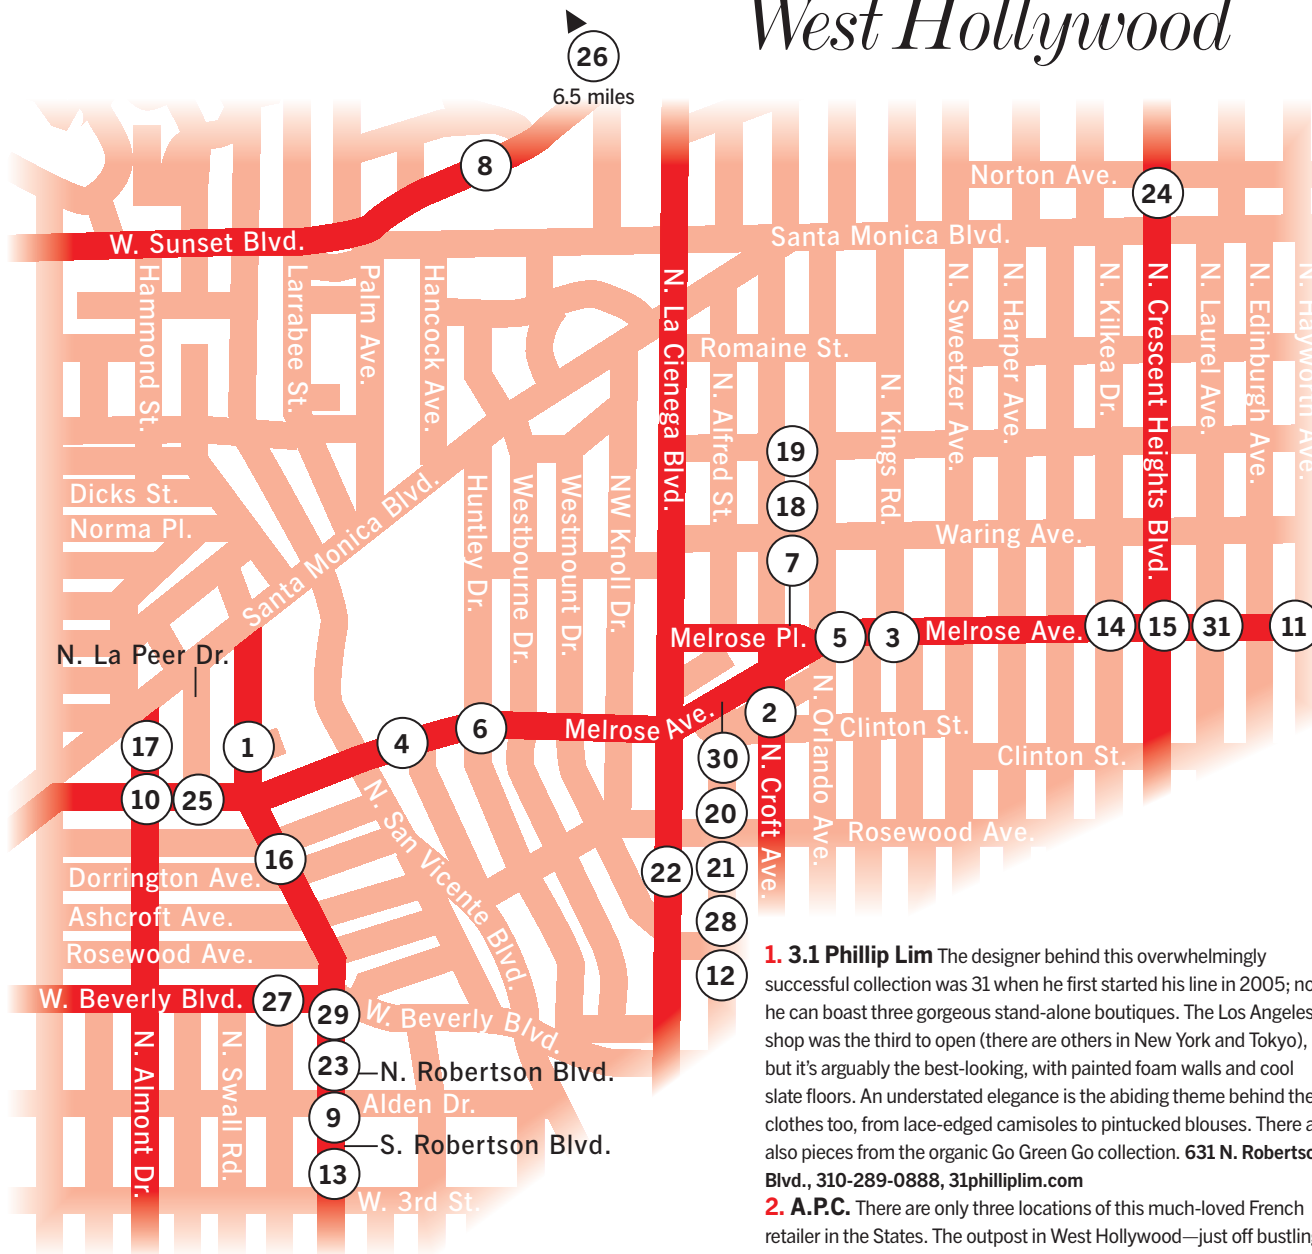 West Hollywood
26
6.5 miles
8
Norton Ave.
24
W. Sunset Blvd.
Santa Monica Blvd.
Hammond St.
Larrabee St.
Palm Ave.
Hancock Ave.
N. La Cienega Blvd.
N. Sweetzer Ave.
N. Harper Ave.
N. Kilkea Dr.
N. Crescent Heights Blvd.
N. Laurel Ave.
N. Edinburgh Ave.
N. Hayworth Ave.
Romaine St.
N. Alfred St.
N. Kings Rd.
19
18
7
Dicks St.
Norma Pl.
Santa Monica Blvd.
Huntley Dr.
Westbourne Dr.
Westmount Dr.
NW Knoll Dr.
Waring Ave.
Melrose Pl.
5
3
Melrose Ave.
14
15
31
11
N. La Peer Dr.
17
1
4
6
Melrose Ave.
2
N. Orlando Ave.
Clinton St.
Clinton St.
30
10
25
N. Croft Ave.
20
N. San Vicente Blvd.
Rosewood Ave.
16
22
21
Dorrington Ave.
Ashcroft Ave.
28
Rosewood Ave.
12
W. Beverly Blvd.
27
29
W. Beverly Blvd.
N. Almont Dr.
N. Swall Rd.
23
N. Robertson Blvd.
Alden Dr.
9
S. Robertson Blvd.
13
W. 3rd St.
1. 3.1 Phillip Lim The designer behind this overwhelmingly
successful collection was 31 when he first started his line in 2005;
he can boast three gorgeous stand-alone boutiques. The Los Angeles
shop was the third to open (there are others in New York and Tokyo),
but it's arguably the best-looking, with painted foam walls and cool
slate floors. An understated elegance is the abiding theme behind the
clothes too, from lace-edged camisoles to pintucked blouses. There
also pieces from the organic Go Green Go collection. 631 N. Robertso
Blvd., 310-289-0888, 31philliplim.com
2. A.P.C. There are only three locations of this much-loved French
retailer in the States. The outpost in West Hollywood—just off bustlin